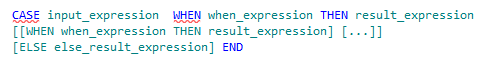 CASE input_expression  WHEN when_expression THEN result_expression
[[WHEN when_expression THEN result_expression] [...]]
[ELSE else_result_expression] END